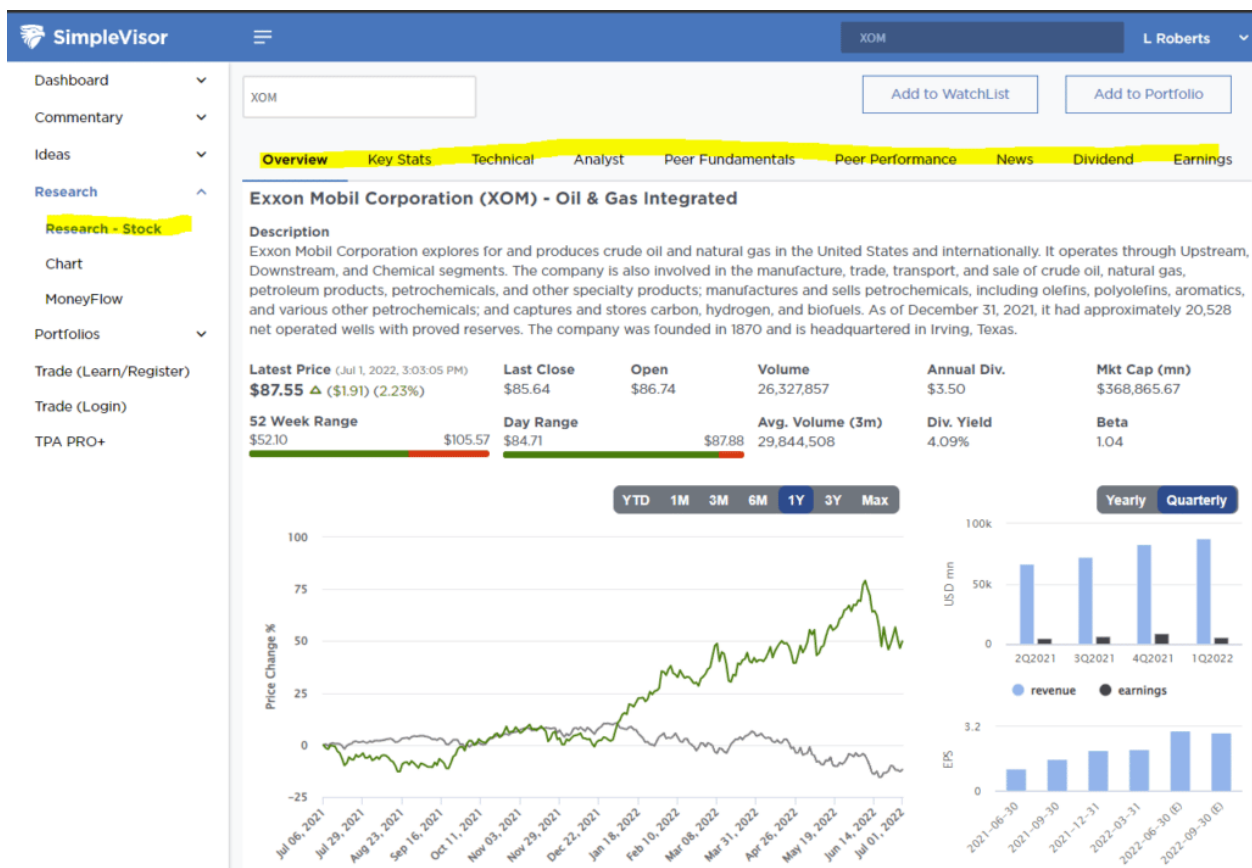 SimpleVisor
XOM
L Roberts
Dashboard
Commentary
Ideas
Research
Research - Stock
Chart
MoneyFlow
Portfolios
Trade (Learn/Register)
Trade (Login)
TPA PRO+
XOM
Add to WatchList
Add to Portfolio
Overview Key Stats Technical Analyst Peer Fundamentals Peer Performance News Dividend Earnings
Exxon Mobil Corporation (XOM) - Oil & Gas Integrated
Description
Exxon Mobil Corporation explores for and produces crude oil and natural gas in the United States and internationally. It operates through Upstream,
Downstream, and Chemical segments. The company is also involved in the manufacture, trade, transport, and sale of crude oil, natural gas,
petroleum products, petrochemicals, and other specialty products; manufactures and sells petrochemicals, including olefins, polyolefins, aromatics,
and various other petrochemicals; and captures and stores carbon, hydrogen, and biofuels. As of December 31, 2021, it had approximately 20,528
net operated wells with proved reserves. The company was founded in 1870 and is headquartered in Irving, Texas.
Latest Price (Jul 1, 2022, 3:03:05 PM) Last Close Open Volume Annual Div. Mkt Cap (mn)
$87.55 ($1.91) (2.23%) $85.64 $86.74 26,327,857 $3.50 $368,865.67
52 Week Range Day Range Avg. Volume (3m) Div. Yield Beta
$52.10 $105.57 $84.71 $87.88 29,844,508 4.09% 1.04
YTD 1M 3M 6M 1Y 3Y Max
Price Change %
100
75
50
25
0
-25
Jul 06, 2021 Jul 29, 2021 Aug 23, 2021 Sep 16, 2021 Oct 11, 2021 Nov 03, 2021 Nov 29, 2021 Dec 22, 2021 Jan 18, 2022 Feb 10, 2022 Mar 08, 2022 Mar 31, 2022 Apr 26, 2022 May 19, 2022 Jun 14, 2022 Jul 01, 2022
Yearly Quarterly
USD mn
100k
50k
0
2Q2021 3Q2021 4Q2021 1Q2022
revenue earnings
EPS
3.2
0
2021-06-30 2021-09-30 2021-12-31 2022-03-31 2022-06-30 (E) 2022-09-30 (E)